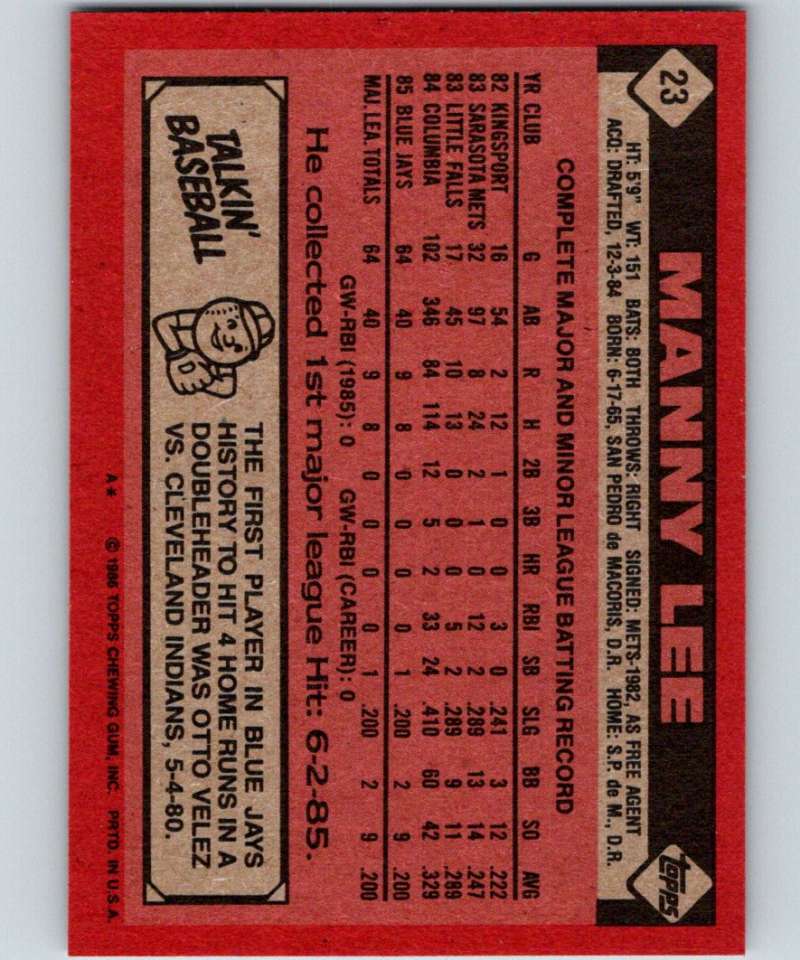 23
MANNY LEE
topps
HT: 5'9" WT: 151 BATS: BOTH THROWS: RIGHT SIGNED: METS-1982, AS FREE AGENT
ACQ: DRAFTED, 12-3-84 BORN: 6-17-65, SAN PEDRO de MACORIS, D.R. HOME: S.P. de M., D.R.
COMPLETE MAJOR AND MINOR LEAGUE BATTING RECORD
YR CLUB G AB R H 2B 3B HR RBI SB SLG BB SO AVG
82 KINGSPORT 16 54 2 12 1 0 0 3 0 .241 3 12 .222
83 SARASOTA METS 32 97 8 24 2 1 0 12 2 .289 13 14 .247
83 LITTLE FALLS 17 45 10 13 0 0 0 5 2 .289 9 11 .289
84 COLUMBIA 102 346 84 114 12 5 2 33 24 .410 60 42 .329
85 BLUE JAYS 64 40 9 8 0 0 0 0 1 .200 2 9 .200
MAJ. LEA. TOTALS 64 40 9 8 0 0 0 0 1 .200 2 9 .200
GW-RBI (1985): 0 GW-RBI (CAREER): 0
He collected 1st major league Hit: 6-2-85.
TALKIN'
BASEBALL
THE FIRST PLAYER IN BLUE JAYS
HISTORY TO HIT 4 HOME RUNS IN A
DOUBLEHEADER WAS OTTO VELEZ
VS. CLEVELAND INDIANS, 5-4-80.
A* © 1986 TOPPS CHEWING GUM, INC. PRTD. IN U.S.A.